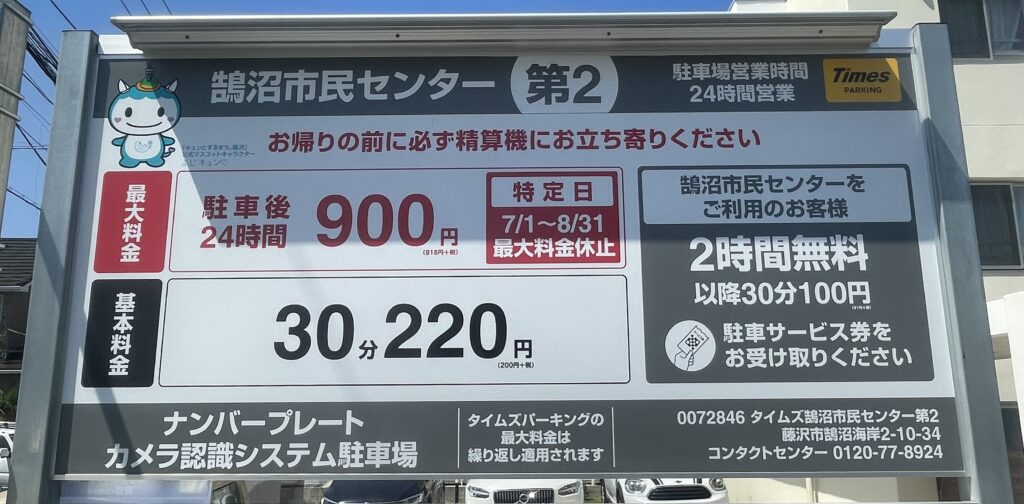 鵠沼市民センター 第2
駐車場営業時間
24時間営業
Times
PARKING
お帰りの前に必ず精算機にお立ち寄りください
「キュンとするまち。藤沢」
公式マスコットキャラクター
ふじキュン♡
最大料金
駐車後
24時間
900円
(818円+税)
特定日
7/1～8/31
最大料金休止
基本料金
30分220円
(200円+税)
鵠沼市民センターを
ご利用のお客様
2時間無料
以降30分100円
(91円+税)
駐車サービス券を
お受け取りください
ナンバープレート
カメラ認識システム駐車場
タイムズパーキングの
最大料金は
繰り返し適用されます
0072846 タイムズ鵠沼市民センター第2
藤沢市鵠沼海岸2-10-34
コンタクトセンター 0120-77-8924